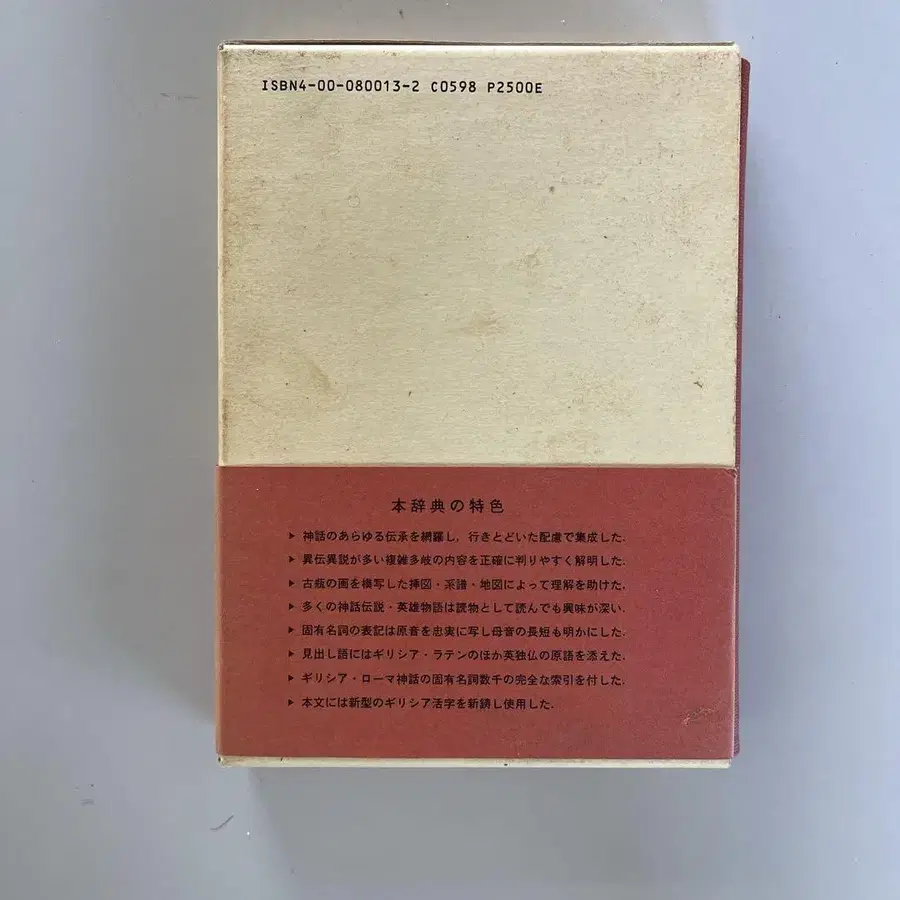 ISBN4-00-080013-2 C0598 P2500E
本辞典の特色
▶ 神話のあらゆる伝承を網羅し，行きとどいた配慮で集成した．
▶ 異伝異説が多い複雑多岐の内容を正確に判りやすく解明した．
▶ 古瓶の画を模写した挿図・系譜・地図によって理解を助けた．
▶ 多くの神話伝説・英雄物語は読物として読んでも興味が深い．
▶ 固有名詞の表記は原音を忠実に写し母音の長短も明かにした．
▶ 見出し語にはギリシア・ラテンのほか英独仏の原語を添えた．
▶ ギリシア・ローマ神話の固有名詞数千の完全な索引を付した．
▶ 本文には新型のギリシア活字を新鋳し使用した．